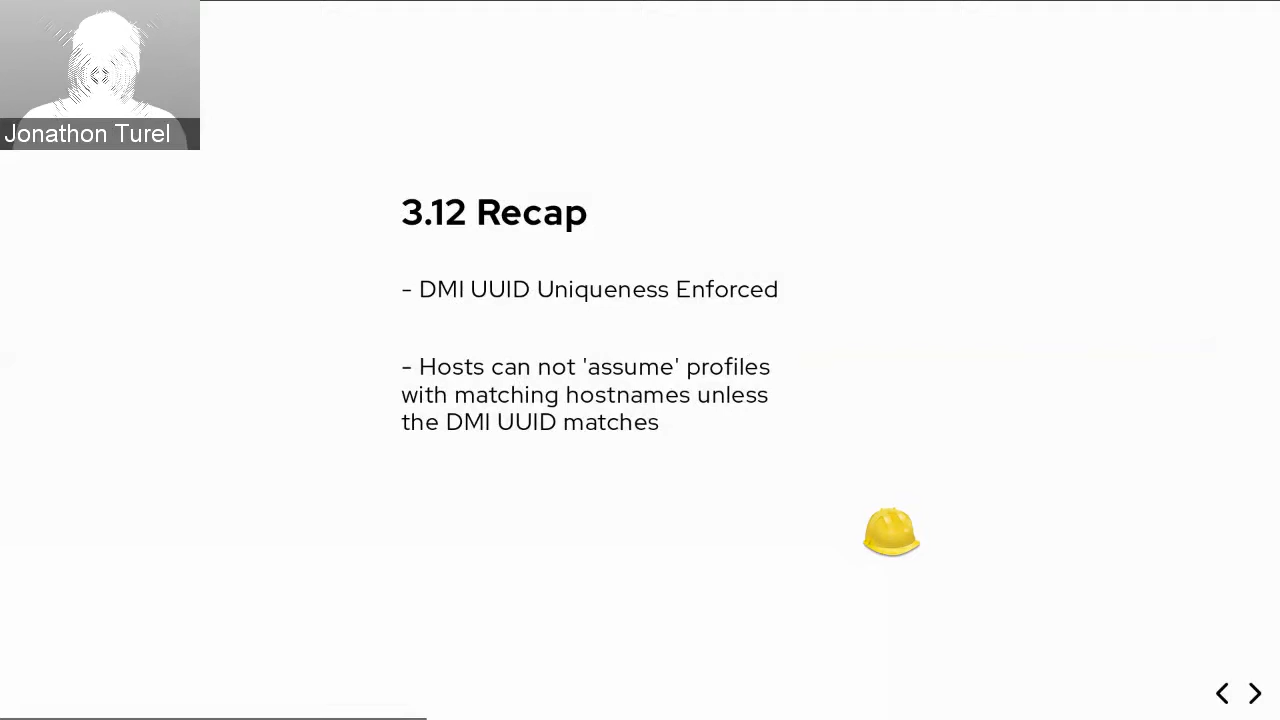 Jonathon Turel
3.12 Recap
- DMI UUID Uniqueness Enforced
- Hosts can not 'assume' profiles
with matching hostnames unless
the DMI UUID matches